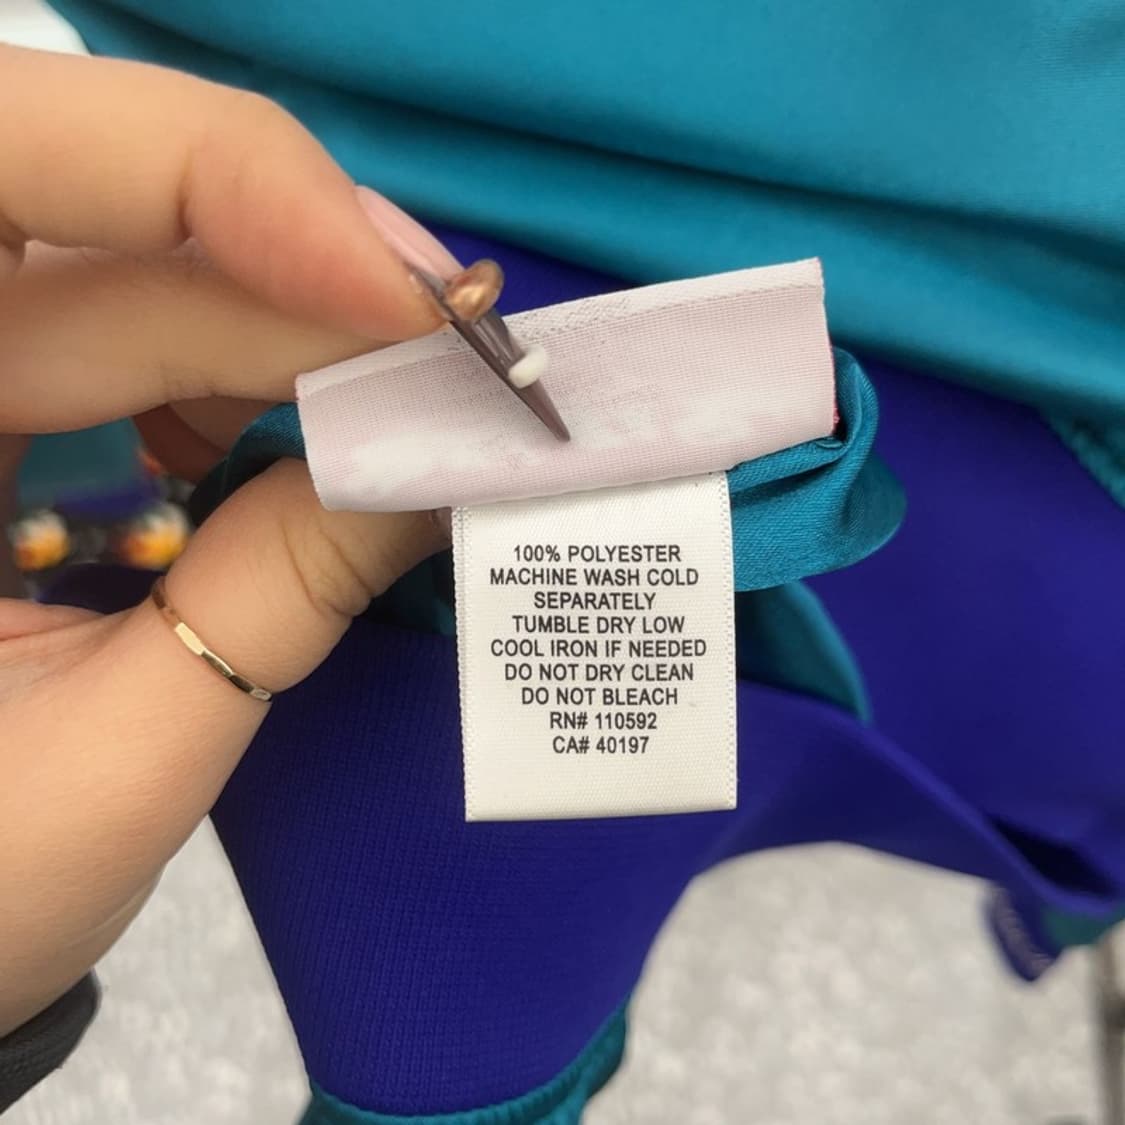 100% POLYESTER
MACHINE WASH COLD
SEPARATELY
TUMBLE DRY LOW
COOL IRON IF NEEDED
DO NOT DRY CLEAN
DO NOT BLEACH
RN# 110592
CA# 40197